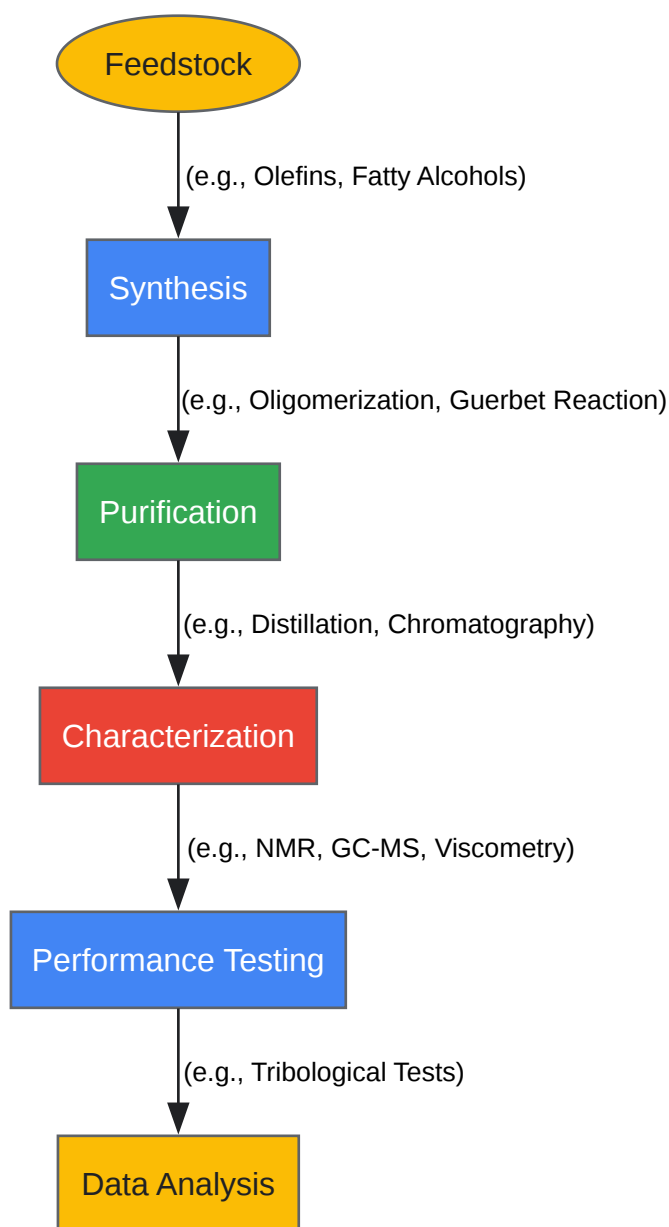 Feedstock
(e.g., Olefins, Fatty Alcohols)
Synthesis
(e.g., Oligomerization, Guerbet Reaction)
Purification
(e.g., Distillation, Chromatography)
Characterization
(e.g., NMR, GC-MS, Viscometry)
Performance Testing
(e.g., Tribological Tests)
Data Analysis